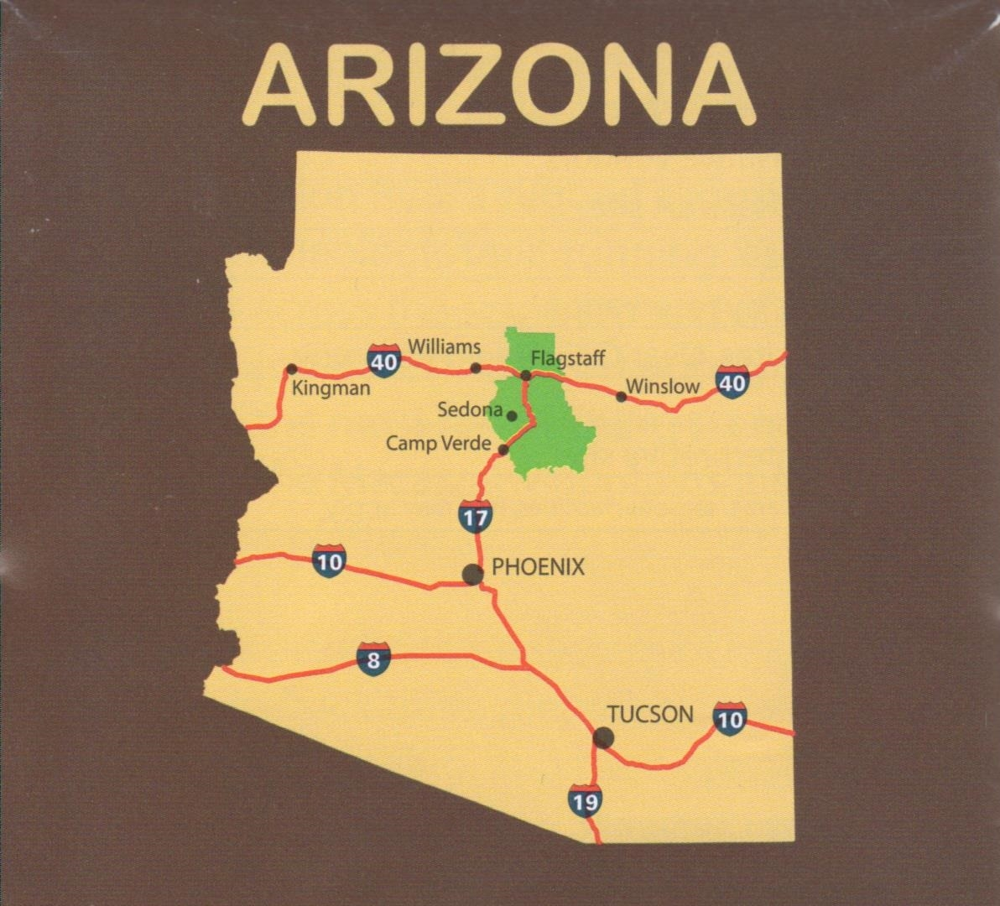 ARIZONA
Williams
40
Flagstaff
Kingman
Winslow
40
Sedona
Camp Verde
17
10
PHOENIX
8
TUCSON
10
19